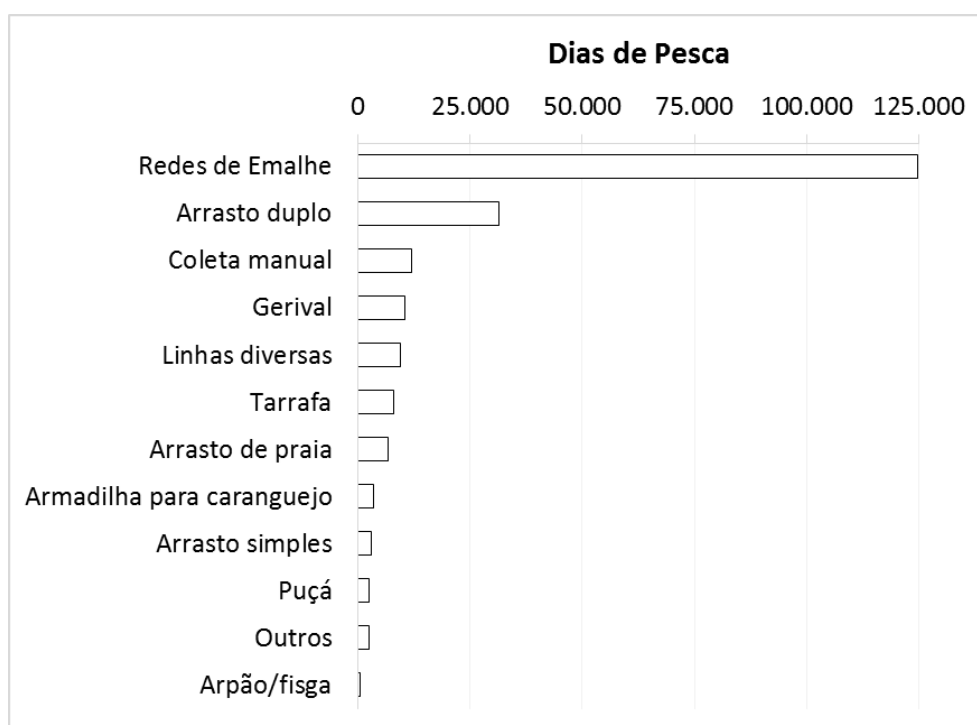 Dias de Pesca
0 25.000 50.000 75.000 100.000 125.000
Redes de Emalhe
Arrasto duplo
Coleta manual
Gerival
Linhas diversas
Tarrafa
Arrasto de praia
Armadilha para caranguejo
Arrasto simples
Puçá
Outros
Arpão/fisga